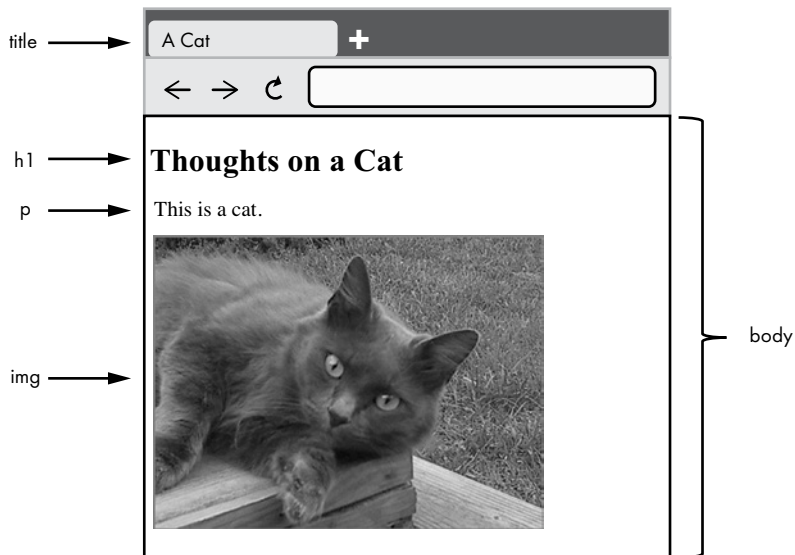 title
A Cat
h1
Thoughts on a Cat
p
This is a cat.
img
body